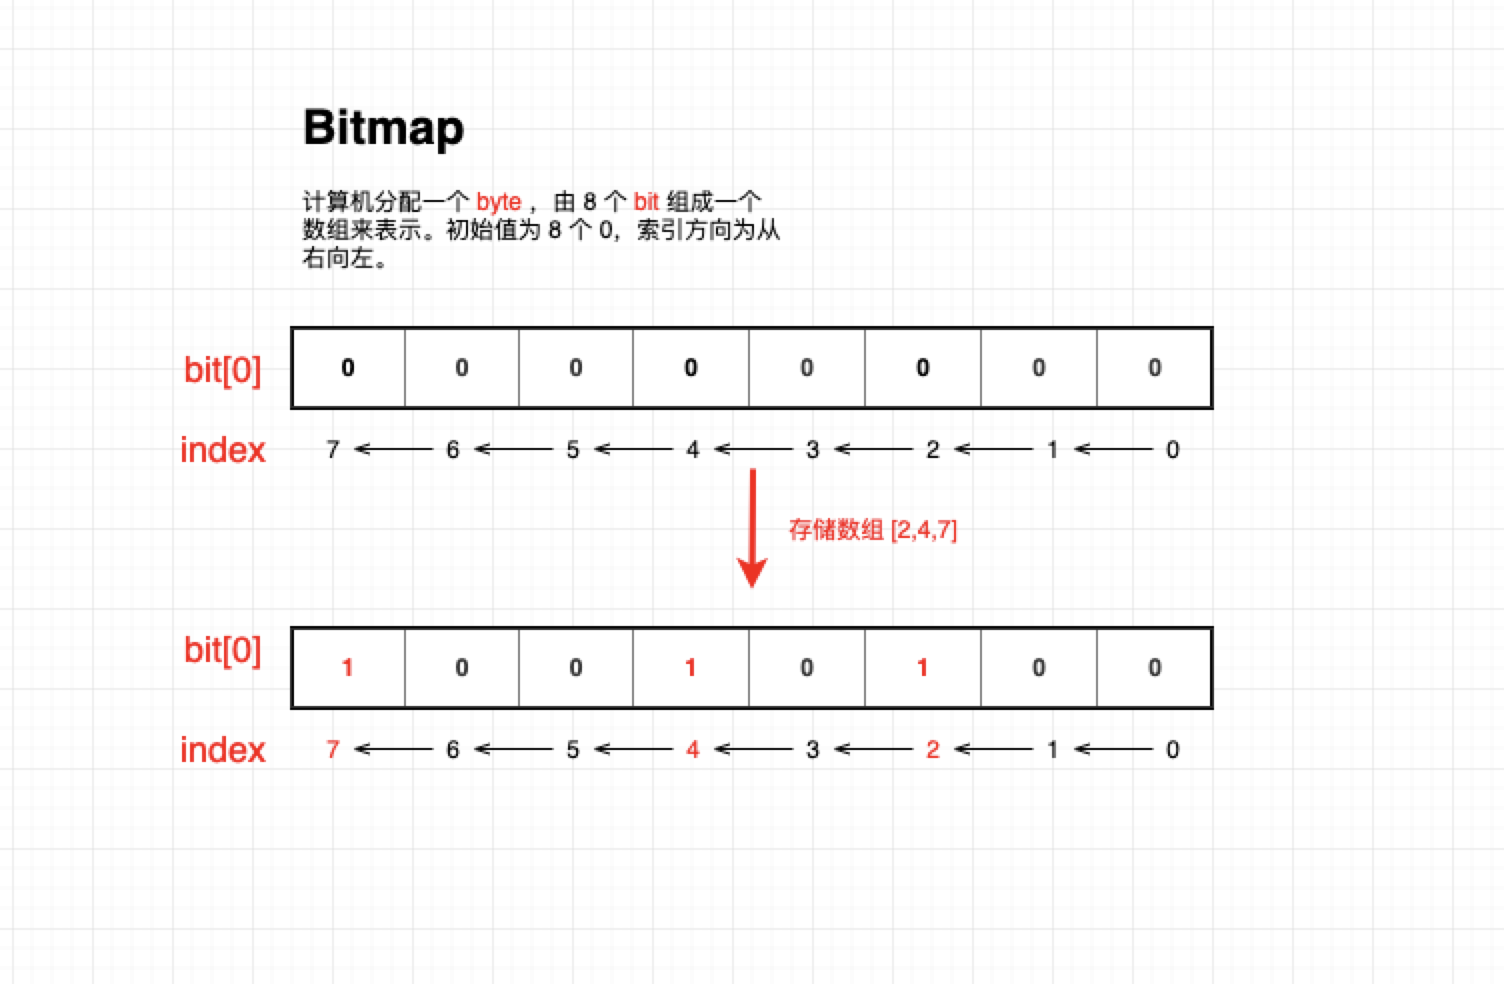 Bitmap
计算机分配一个 byte ，由 8 个 bit 组成一个
数组来表示。初始值为 8 个 0，索引方向为从
右向左。
bit[0] 0 0 0 0 0 0 0 0
index 7 6 5 4 3 2 1 0
存储数组 [2,4,7]
bit[0] 1 0 0 1 0 1 0 0
index 7 6 5 4 3 2 1 0